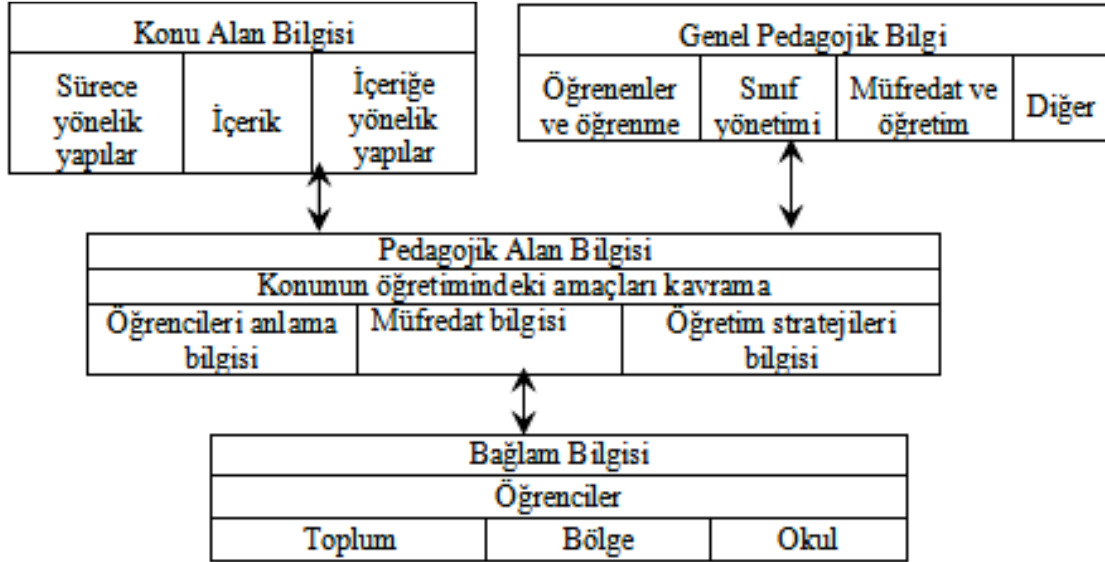 Konu Alan Bilgisi
Sürece
yönelik
yapılar
İçerik
İçeriğe
yönelik
yapılar
Genel Pedagojik Bilgi
Öğrenenler
ve öğrenme
Sınıf
yönetimi
Müfredat ve
öğretim
Diğer
Pedagojik Alan Bilgisi
Konunun öğretimindeki amaçları kavrama
Öğrencileri anlama
bilgisi
Müfredat bilgisi
Öğretim stratejileri
bilgisi
Bağlam Bilgisi
Öğrenciler
Toplum
Bölge
Okul